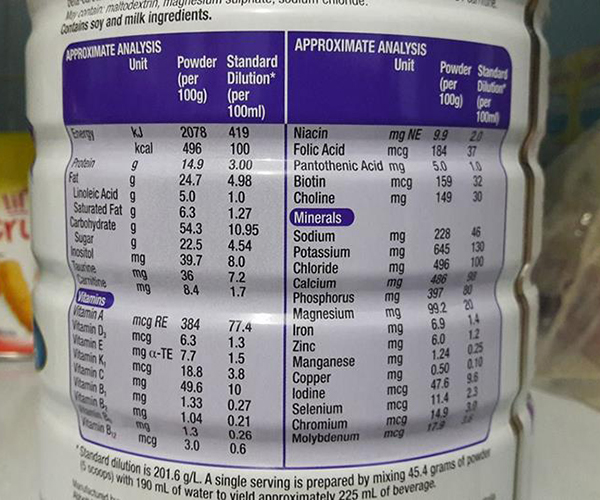 May contain: maltodextrin, magnesium sulphate, sodium chloride.
Contains soy and milk ingredients.
APPROXIMATE ANALYSIS
Unit Powder (per 100g) Standard Dilution* (per 100ml)
Energy kJ 2078 419
kcal 496 100
Protein g 14.9 3.00
Fat g 24.7 4.98
Linoleic Acid g 5.0 1.0
Saturated Fat g 6.3 1.27
Carbohydrate g 54.3 10.95
Sugar g 22.5 4.54
Inositol mg 39.7 8.0
Taurine mg 36 7.2
Carnitine mg 8.4 1.7
Vitamins
Vitamin A mcg RE 384 77.4
Vitamin D3 mcg 6.3 1.3
Vitamin E mg α-TE 7.7 1.5
Vitamin K1 mcg 18.8 3.8
Vitamin C mg 49.6 10
Vitamin B1 mg 1.33 0.27
Vitamin B2 mg 1.04 0.21
Vitamin mg 1.3 0.26
Vitamin B12 mcg 3.0 0.6
APPROXIMATE ANALYSIS
Unit Powder (per 100g) Standard Dilution* (per 100ml)
Niacin mg NE 9.9 2.0
Folic Acid mcg 184 37
Pantothenic Acid mg 5.0 1.0
Biotin mcg 159 32
Choline mg 149 30
Minerals
Sodium mg 228 46
Potassium mg 645 130
Chloride mg 496 100
Calcium mg 486 98
Phosphorus mg 397 80
Magnesium mg 99.2 20
Iron mg 6.9 1.4
Zinc mg 6.0 1.2
Manganese mg 1.24 0.25
Copper mg 0.50 0.10
Iodine mcg 47.6 9.6
Selenium mcg 11.4 2.3
Chromium mcg 14.9 3.0
Molybdenum mcg 17.9 3.6
*Standard dilution is 201.6 g/L. A single serving is prepared by mixing 45.4 grams of powder
(5 scoops) with 190 mL of water to yield approximately 225 mL of beverage.